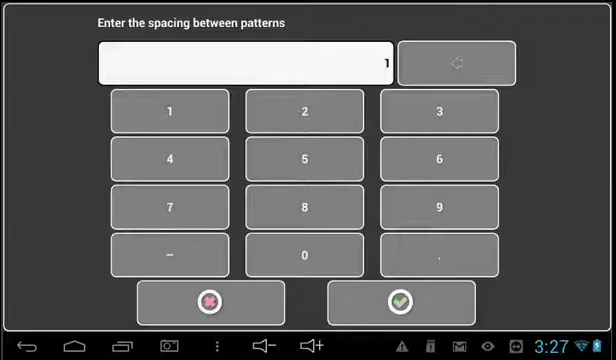 Enter the spacing between patterns
1
1 2 3
4 5 6
7 8 9
– 0 .
3:27